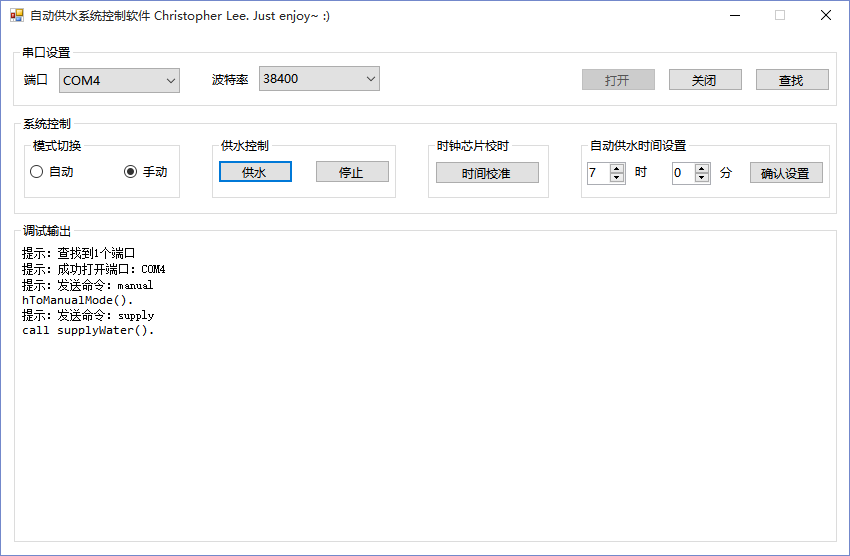 自动供水系统控制软件 Christopher Lee. Just enjoy~ :)
串口设置
端口 COM4 波特率 38400 打开 关闭 查找
系统控制
模式切换 供水控制 时钟芯片校时 自动供水时间设置
自动 手动 供水 停止 时间校准 7 时 0 分 确认设置
调试输出
提示: 查找到1个端口
提示: 成功打开端口: COM4
提示: 发送命令: manual
hToManualMode().
提示: 发送命令: supply
call supplyWater().